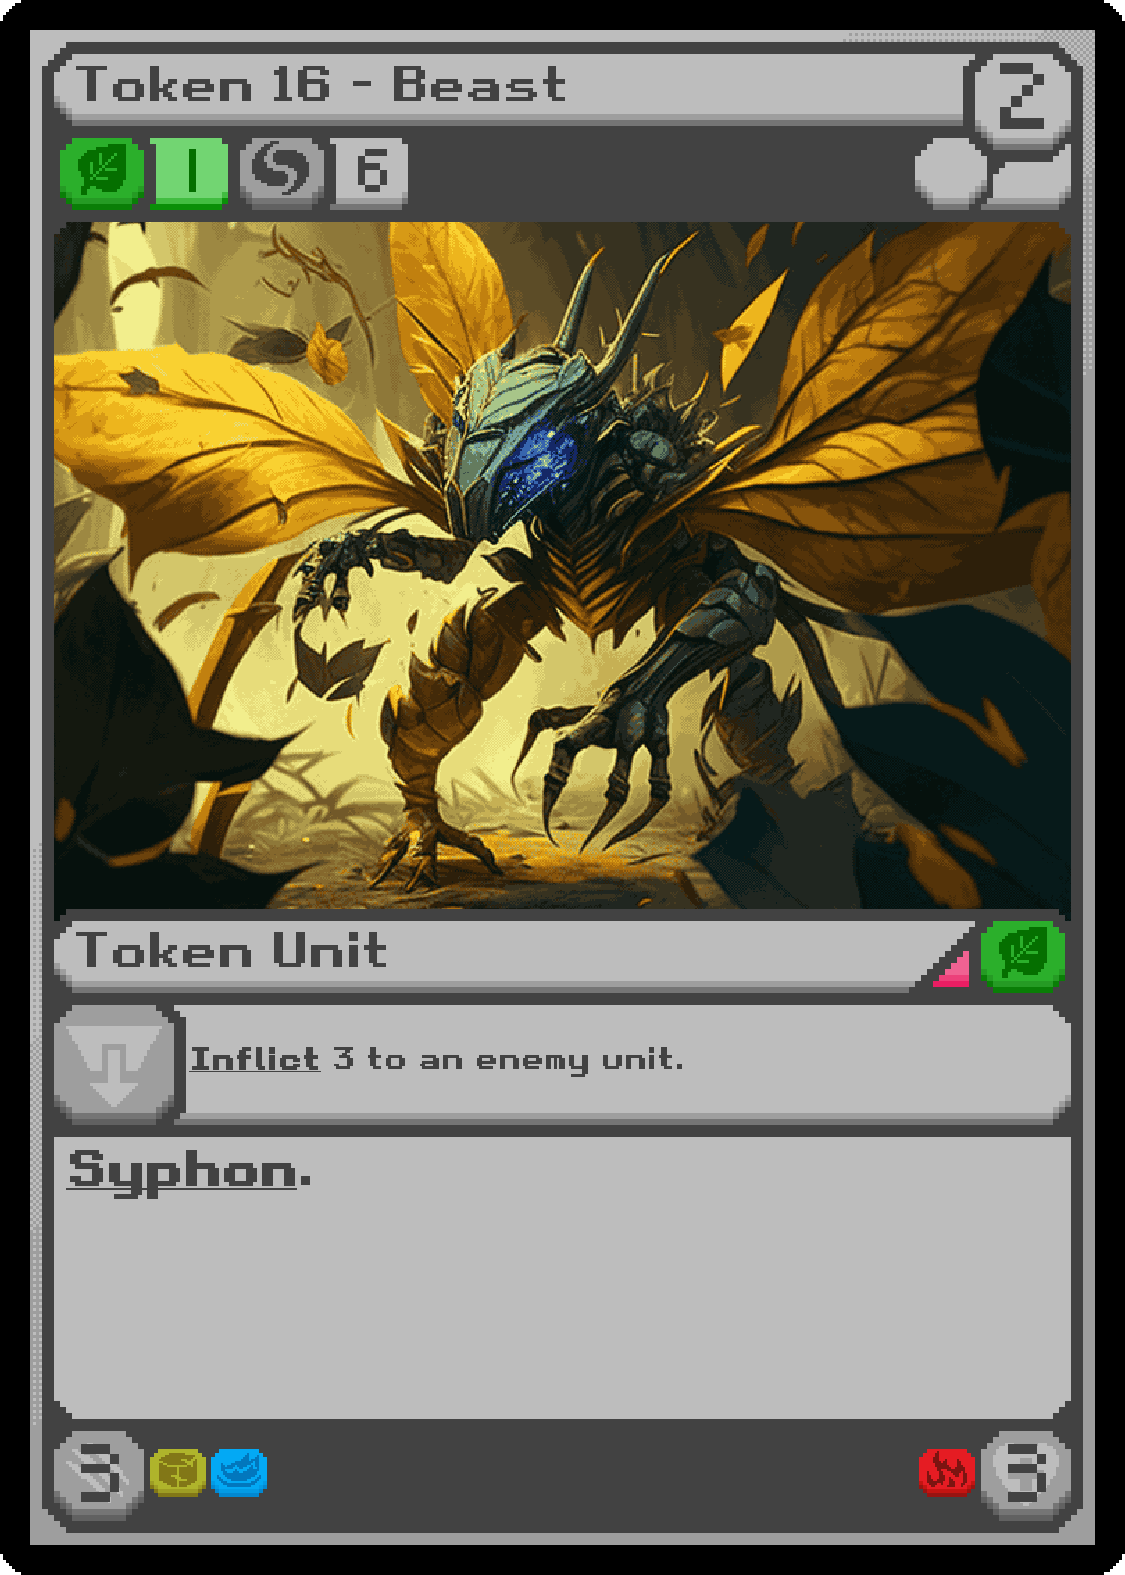 Token 16 - Beast
2
1 6
Token Unit
Inflict 3 to an enemy unit.
Syphon.
3 3